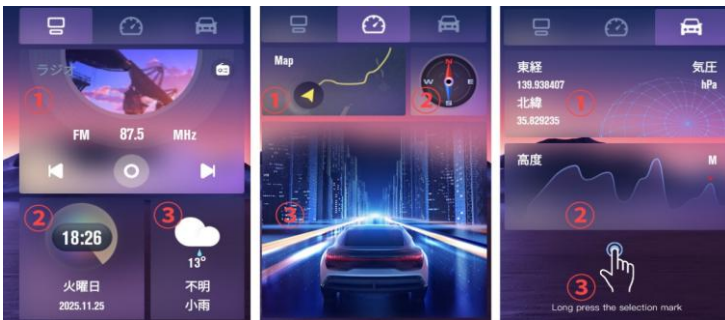 ラジオ
①
FM 87.5 MHz
②
18:26
火曜日
2025.11.25
③
13°
不明
小雨
Map
①
②
N
W E
S
③
東経
139.938407
北緯
35.829235
①
気圧
hPa
高度
M
②
③
Long press the selection mark